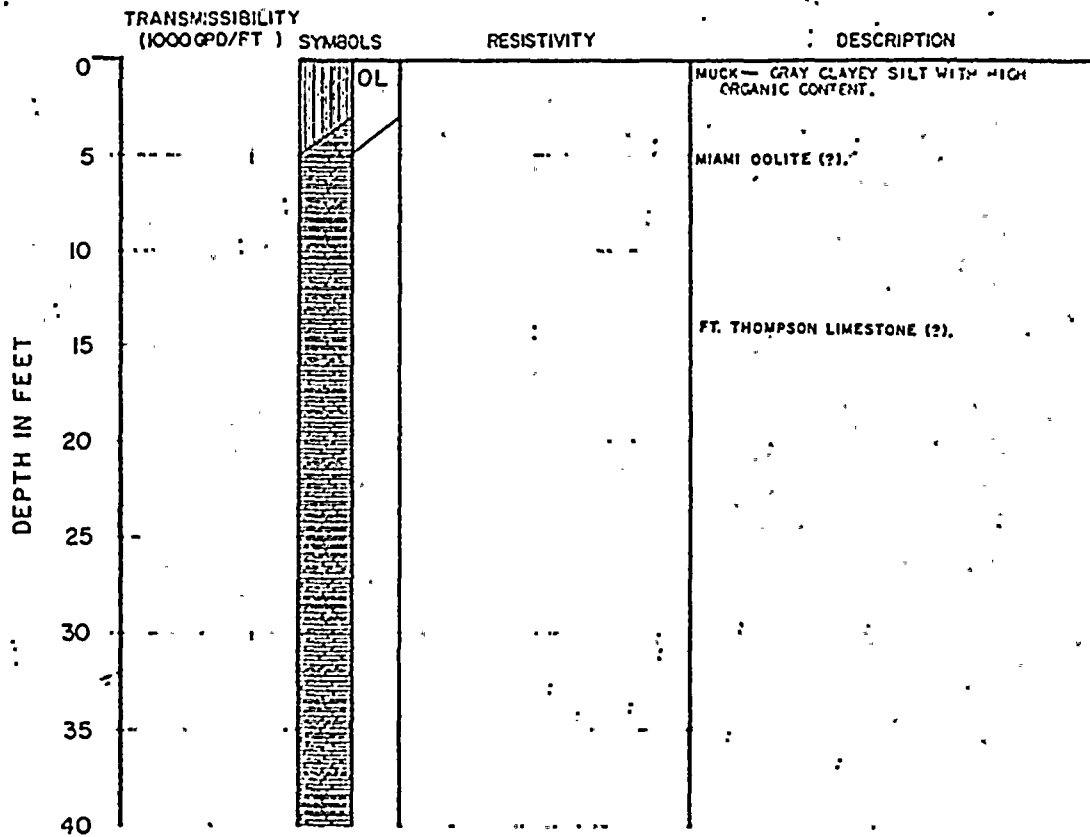 TRANSMISSIBILITY
(1000 GPD/FT ) SYMBOLS RESISTIVITY DESCRIPTION
0
OL
MUCK— GRAY CLAYEY SILT WITH HIGH
ORGANIC CONTENT.
5
MIAMI OOLITE (?).
10
FT. THOMPSON LIMESTONE (?).
15
DEPTH IN FEET
20
25
30
35
40